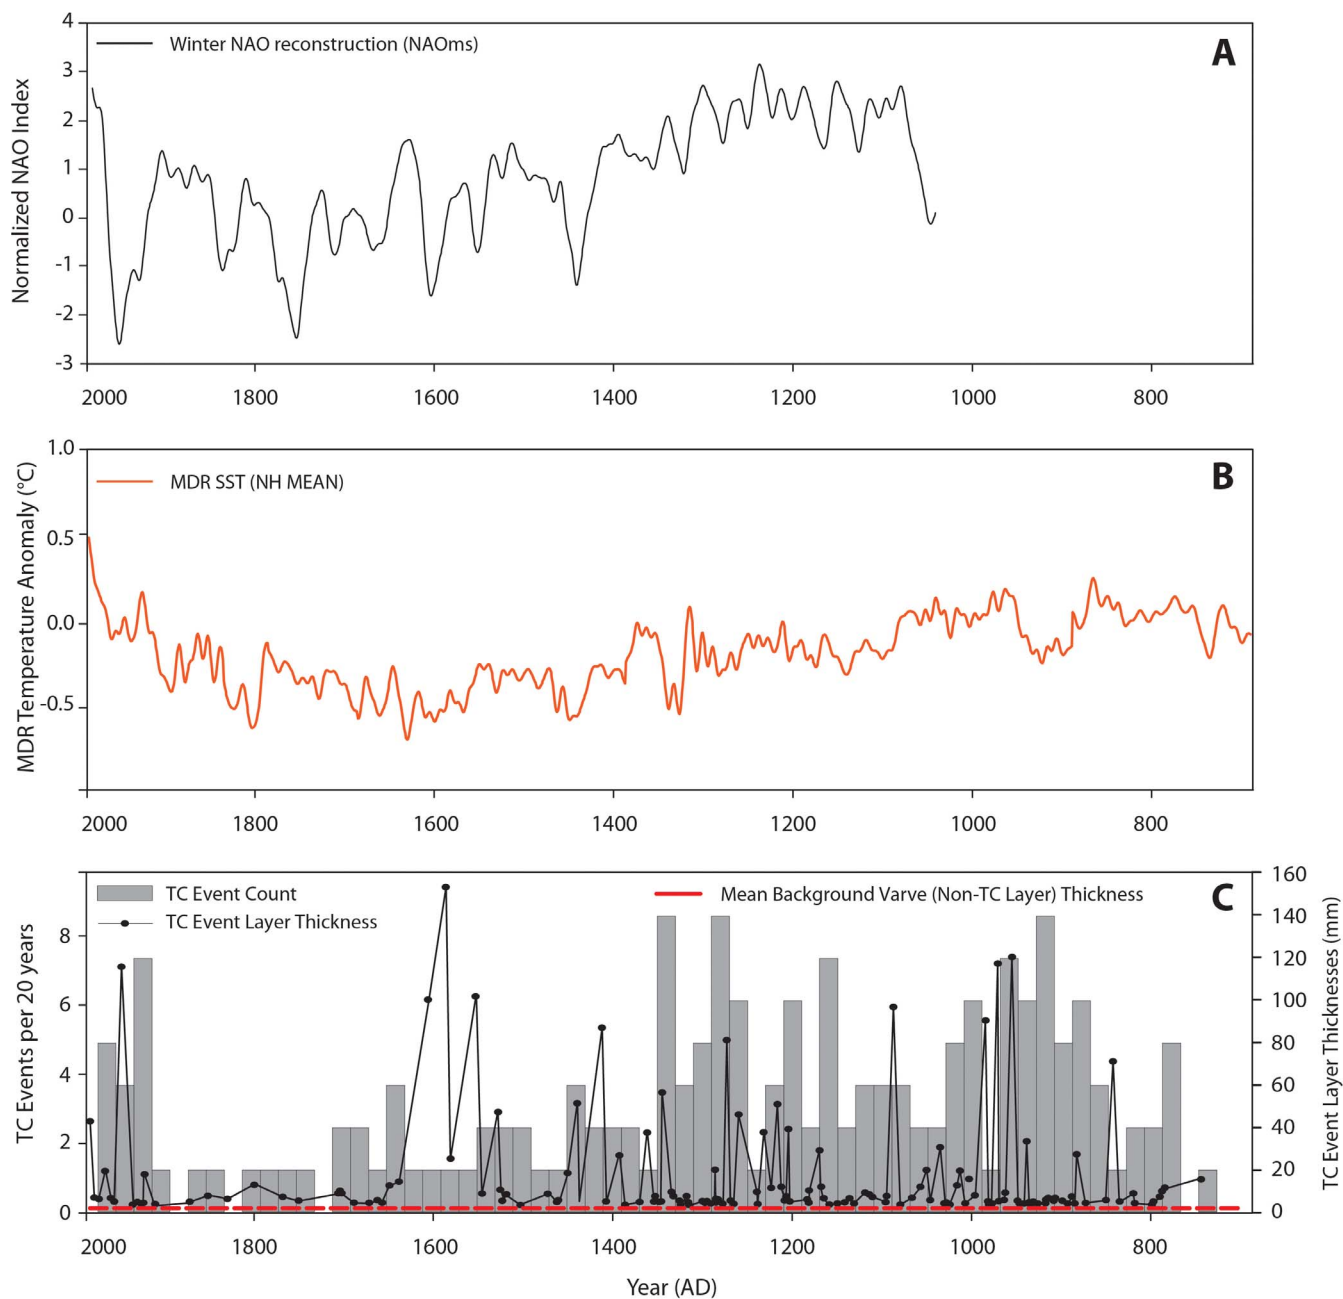 4
Winter NAO reconstruction (NAOms)
A
3
2
1
0
-1
-2
-3
Normalized NAO Index
2000 1800 1600 1400 1200 1000 800
1.0
MDR SST (NH MEAN)
B
0.5
0.0
-0.5
MDR Temperature Anomaly (°C)
2000 1800 1600 1400 1200 1000 800
TC Event Count
TC Event Layer Thickness
Mean Background Varve (Non-TC Layer) Thickness
C
8
6
4
2
0
TC Events per 20 years
160
140
120
100
80
60
40
20
0
TC Event Layer Thicknesses (mm)
2000 1800 1600 1400 1200 1000 800
Year (AD)